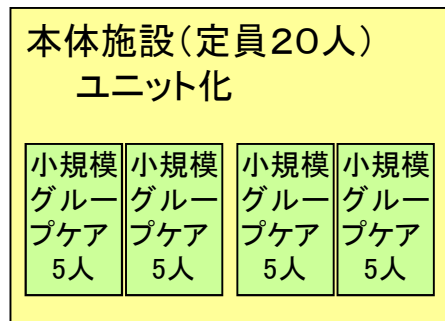 本体施設（定員２０人）
ユニット化
小規模
グルー
プケア
5人
小規模
グルー
プケア
5人
小規模
グルー
プケア
5人
小規模
グルー
プケア
5人